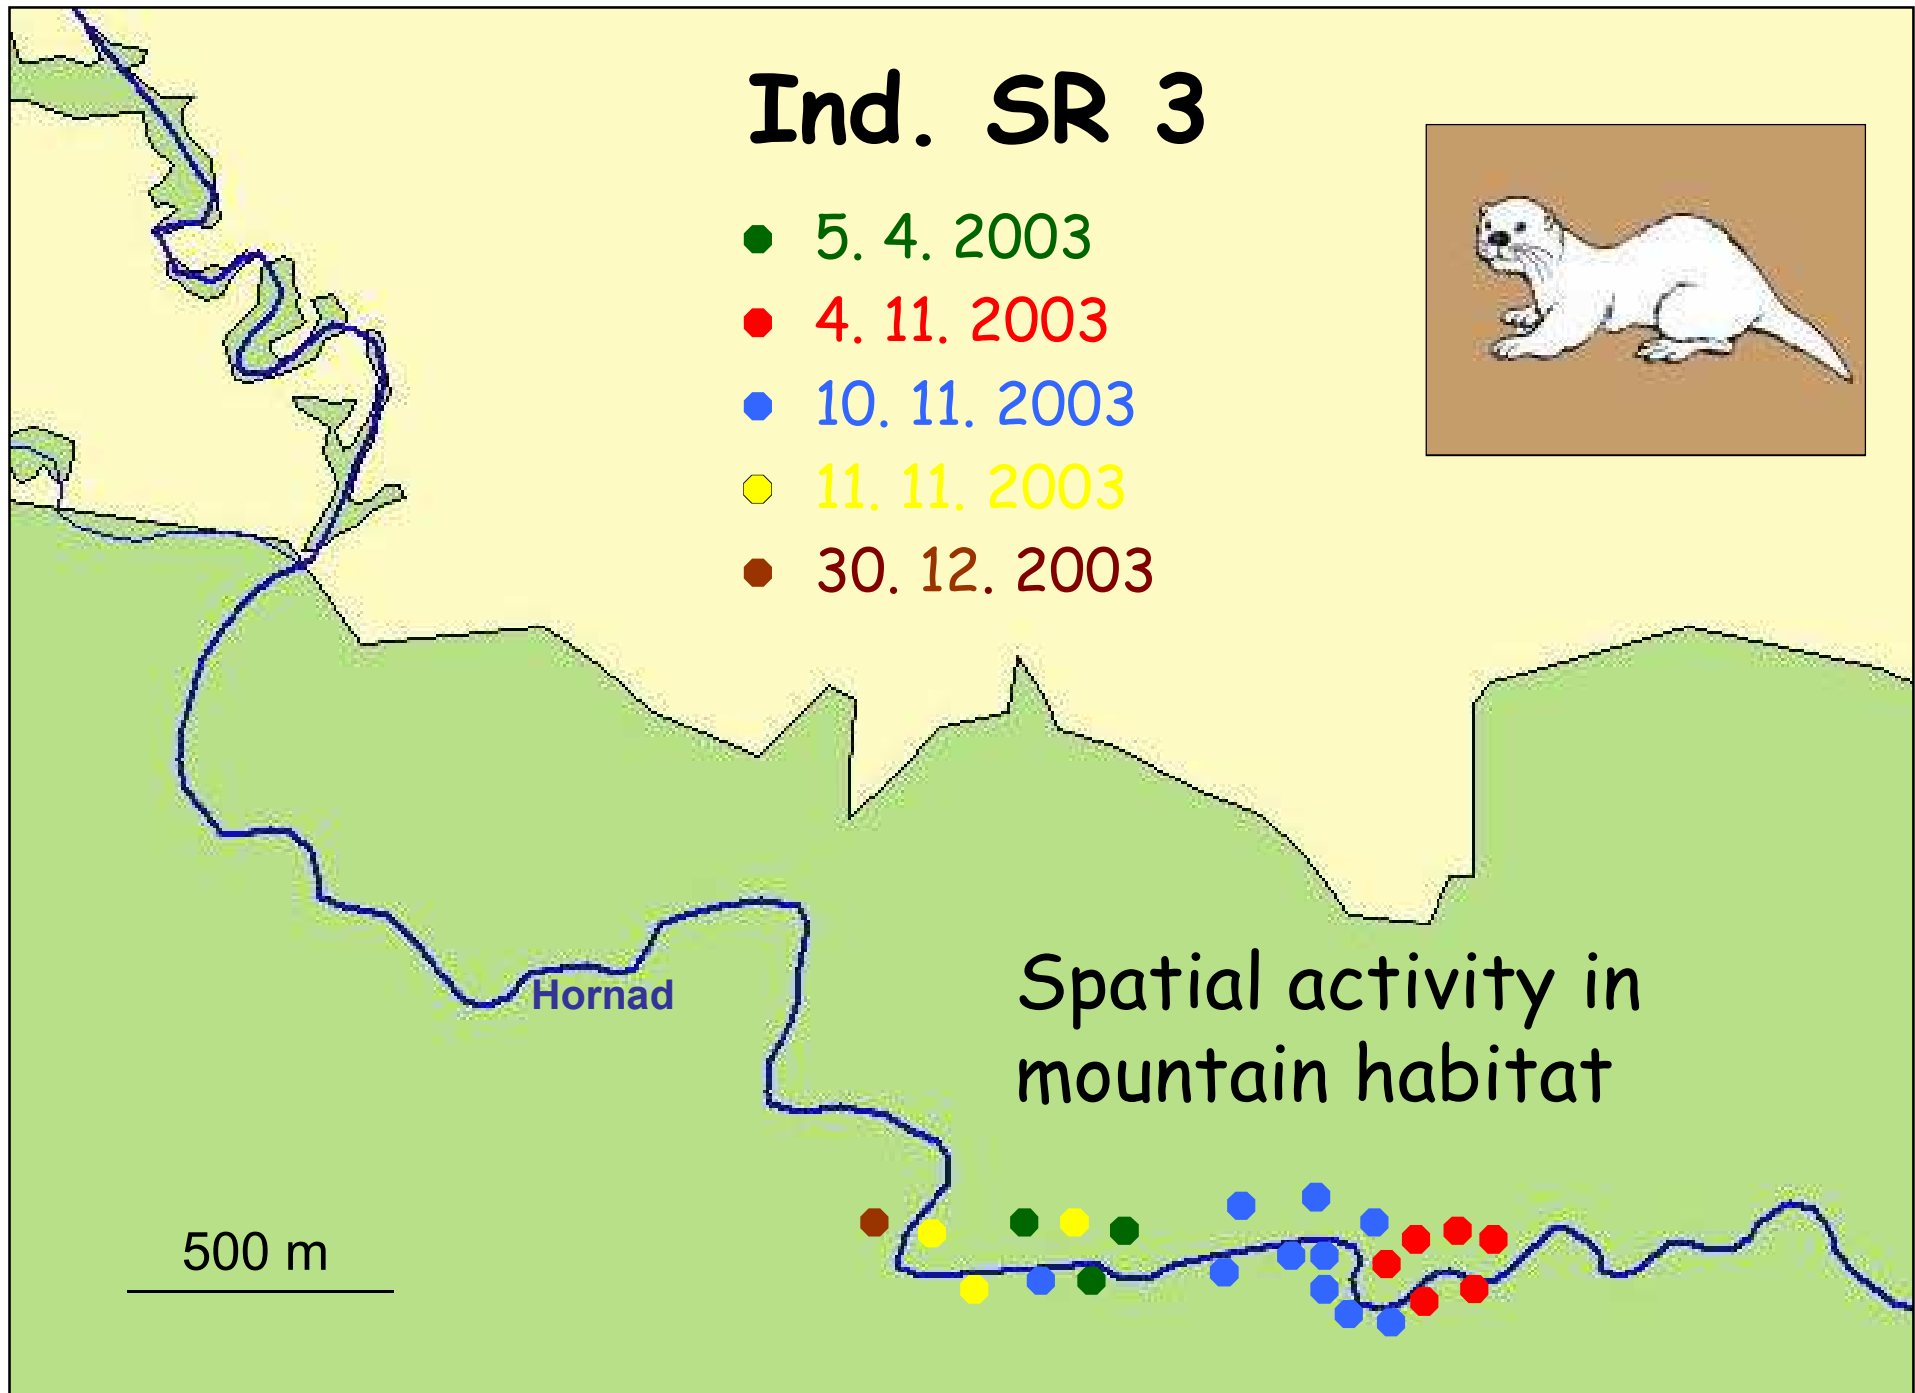 Ind. SR 3
5. 4. 2003
4. 11. 2003
10. 11. 2003
11. 11. 2003
30. 12. 2003
Hornad
Spatial activity in
mountain habitat
500 m